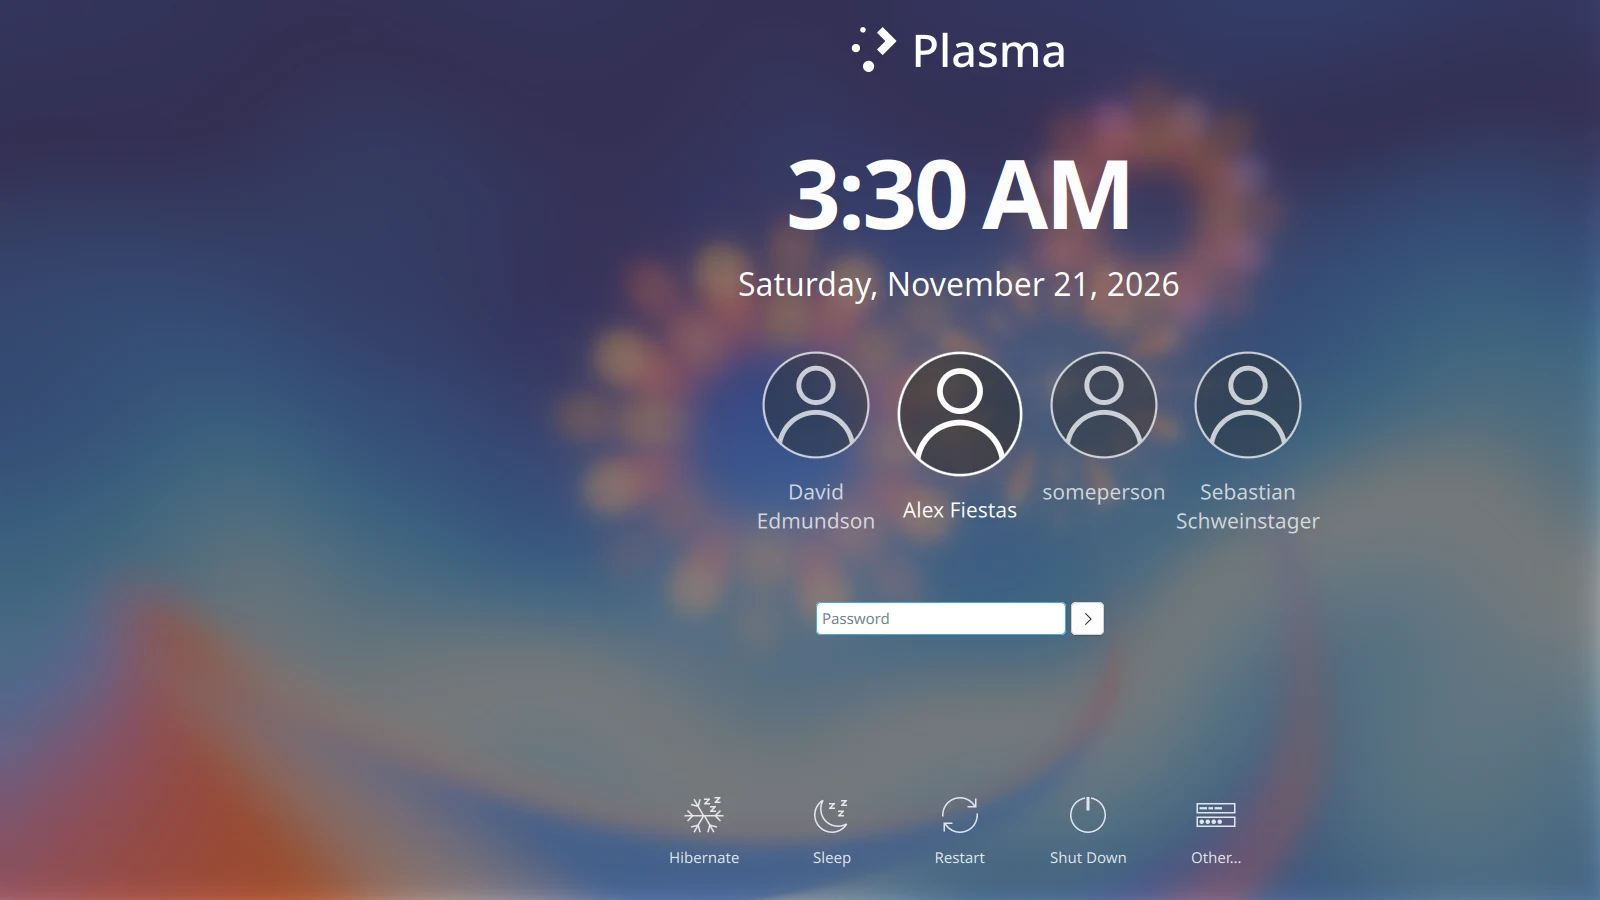 Plasma
3:30 AM
Saturday, November 21, 2026
David
Edmundson
Alex Fiestas
someperson
Sebastian
Schweinstager
Password
Hibernate
Sleep
Restart
Shut Down
Other...